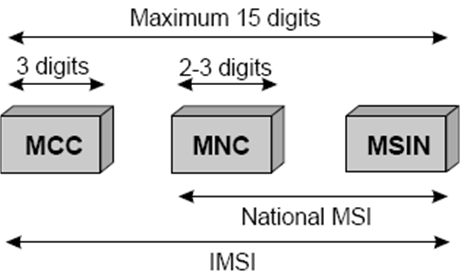 Maximum 15 digits
3 digits 2-3 digits
MCC MNC MSIN
National MSI
IMSI